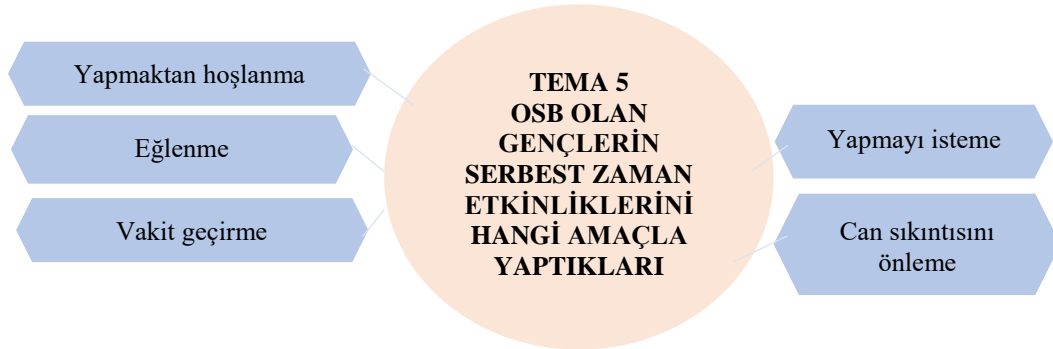 Yapmaktan hoşlanma
Eğlenme
Vakit geçirme
TEMA 5
OSB OLAN
GENÇLERİN
SERBEST ZAMAN
ETKİNLİKLERİNİ
HANGİ AMAÇLA
YAPTIKLARI
Yapmayı isteme
Can sıkıntısını
önleme